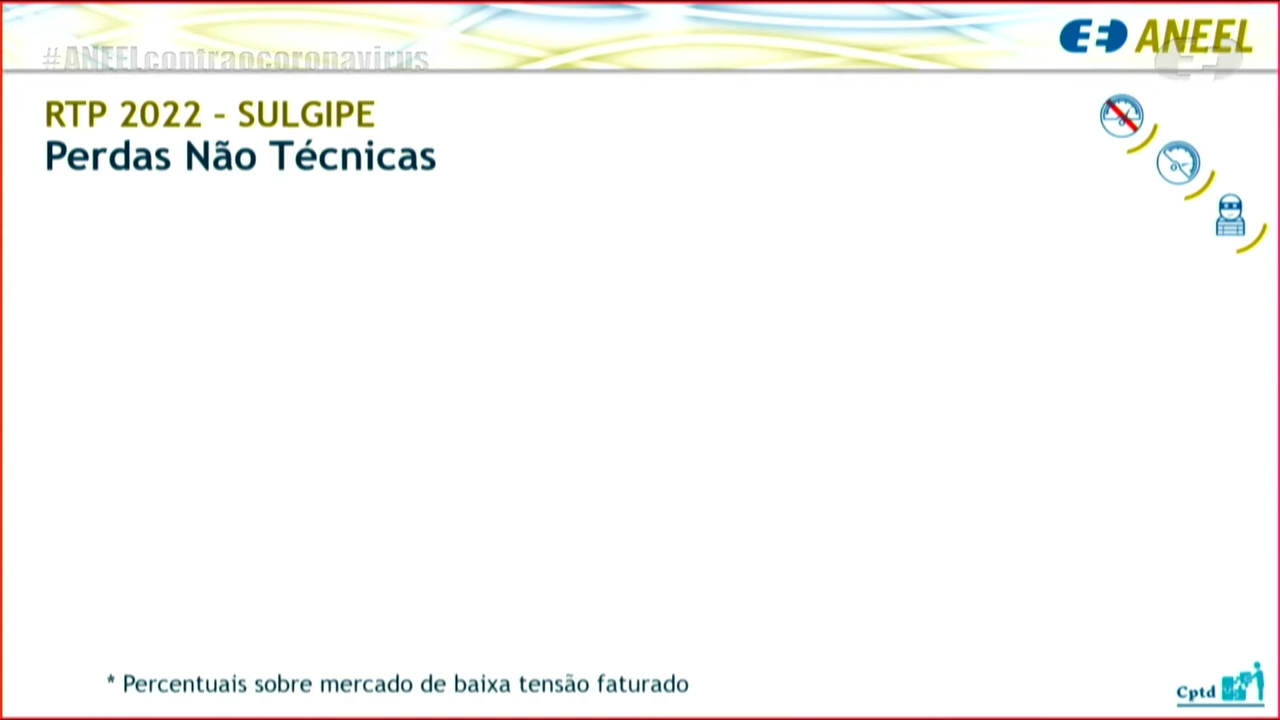 ANEEL
#ANEELcontraocoronavirus
RTP 2022 – SULGIPE
Perdas Não Técnicas
* Percentuais sobre mercado de baixa tensão faturado
Cptd